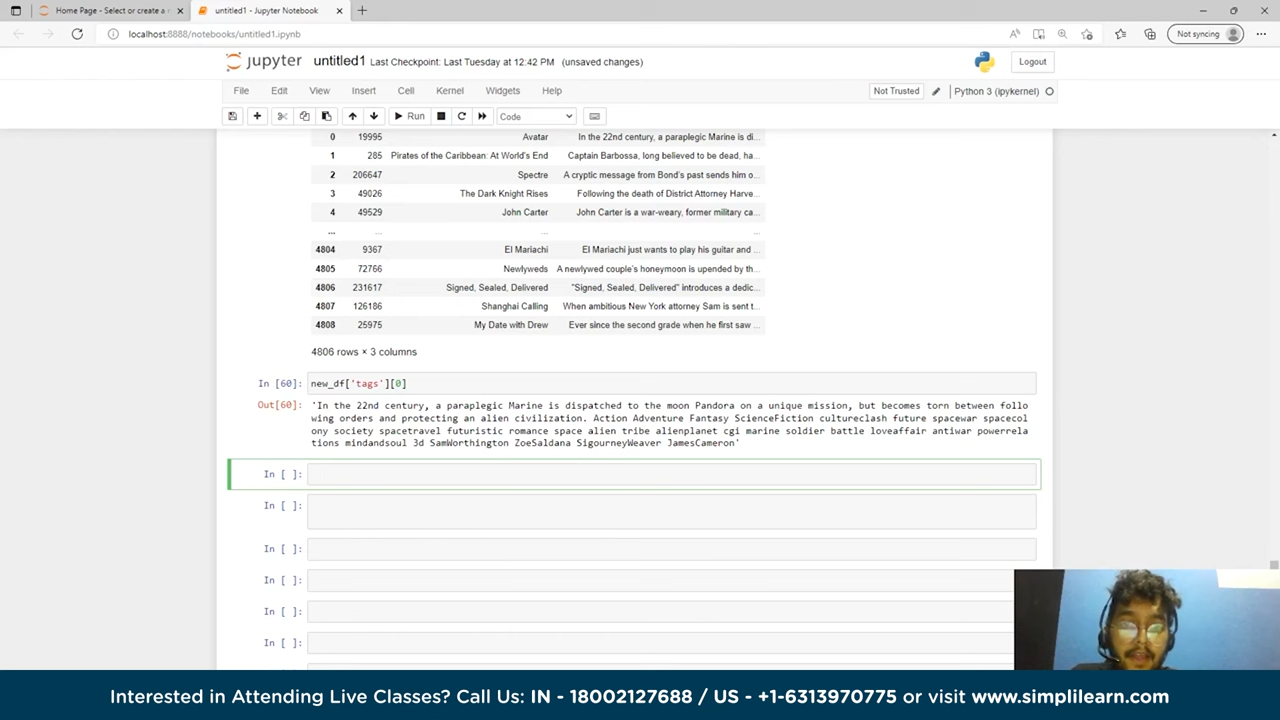 Home Page - Select or create a n
untitled1 - Jupyter Notebook
localhost:8888/notebooks/untitled1.ipynb
Not syncing
jupyter untitled1 Last Checkpoint: Last Tuesday at 12:42 PM (unsaved changes)
Logout
File Edit View Insert Cell Kernel Widgets Help
Not Trusted Python 3 (ipykernel)
Run Code
0 19995 Avatar In the 22nd century, a paraplegic Marine is di...
1 285 Pirates of the Caribbean: At World's End Captain Barbossa, long believed to be dead, ha...
2 206647 Spectre A cryptic message from Bond's past sends him o...
3 49026 The Dark Knight Rises Following the death of District Attorney Harve...
4 49529 John Carter John Carter is a war-weary, former military ca...
... ... ... ...
4804 9367 El Mariachi El Mariachi just wants to play his guitar and ...
4805 72766 Newlyweds A newlywed couple's honeymoon is upended by th...
4806 231617 Signed, Sealed, Delivered "Signed, Sealed, Delivered" introduces a dedic...
4807 126186 Shanghai Calling When ambitious New York attorney Sam is sent t...
4808 25975 My Date with Drew Ever since the second grade when he first saw ...
4806 rows × 3 columns
In [60]: new_df['tags'][0]
Out[60]: 'In the 22nd century, a paraplegic Marine is dispatched to the moon Pandora on a unique mission, but becomes torn between follo
wing orders and protecting an alien civilization. Action Adventure Fantasy ScienceFiction cultureclash future spacewar spacecol
ony society spacetravel futuristic romance space alien tribe alienplanet cgi marine soldier battle loveaffair antiwar powerrela
tions mindandsoul 3d SamWorthington ZoeSaldana SigourneyWeaver JamesCameron'
In [ ]:
In [ ]:
In [ ]:
In [ ]:
In [ ]:
In [ ]:
Interested in Attending Live Classes? Call Us: IN - 18002127688 / US - +1-6313970775 or visit www.simplilearn.com